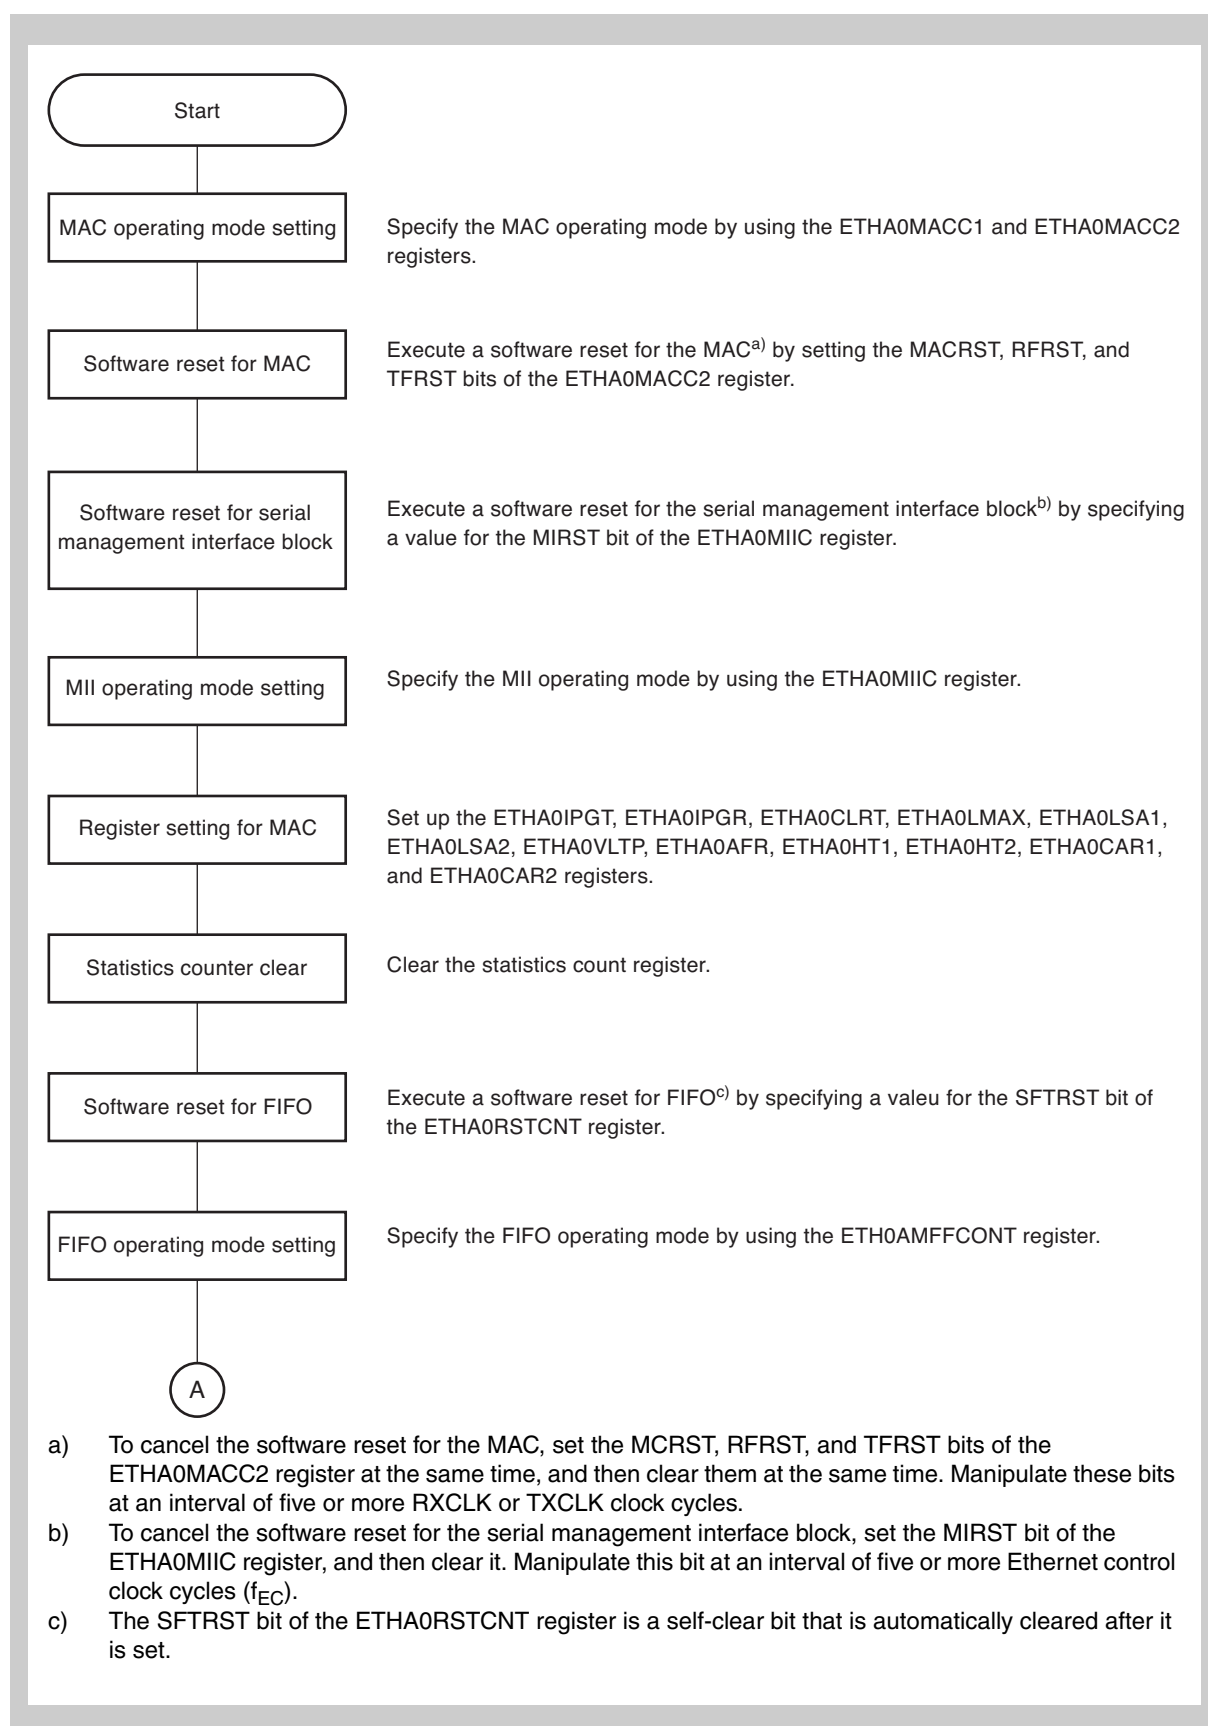 Start
MAC operating mode setting
Specify the MAC operating mode by using the ETHA0MACC1 and ETHA0MACC2
registers.
Software reset for MAC
Execute a software reset for the MACa) by setting the MACRST, RFRST, and
TFRST bits of the ETHA0MACC2 register.
Software reset for serial
management interface block
Execute a software reset for the serial management interface blockb) by specifying
a value for the MIRST bit of the ETHA0MIIC register.
MII operating mode setting
Specify the MII operating mode by using the ETHA0MIIC register.
Register setting for MAC
Set up the ETHA0IPGT, ETHA0IPGR, ETHA0CLRT, ETHA0LMAX, ETHA0LSA1,
ETHA0LSA2, ETHA0VLTP, ETHA0AFR, ETHA0HT1, ETHA0HT2, ETHA0CAR1,
and ETHA0CAR2 registers.
Statistics counter clear
Clear the statistics count register.
Software reset for FIFO
Execute a software reset for FIFOc) by specifying a valeu for the SFTRST bit of
the ETHA0RSTCNT register.
FIFO operating mode setting
Specify the FIFO operating mode by using the ETH0AMFFCONT register.
A
a) To cancel the software reset for the MAC, set the MCRST, RFRST, and TFRST bits of the
ETHA0MACC2 register at the same time, and then clear them at the same time. Manipulate these bits
at an interval of five or more RXCLK or TXCLK clock cycles.
b) To cancel the software reset for the serial management interface block, set the MIRST bit of the
ETHA0MIIC register, and then clear it. Manipulate this bit at an interval of five or more Ethernet control
clock cycles (fEC).
c) The SFTRST bit of the ETHA0RSTCNT register is a self-clear bit that is automatically cleared after it
is set.